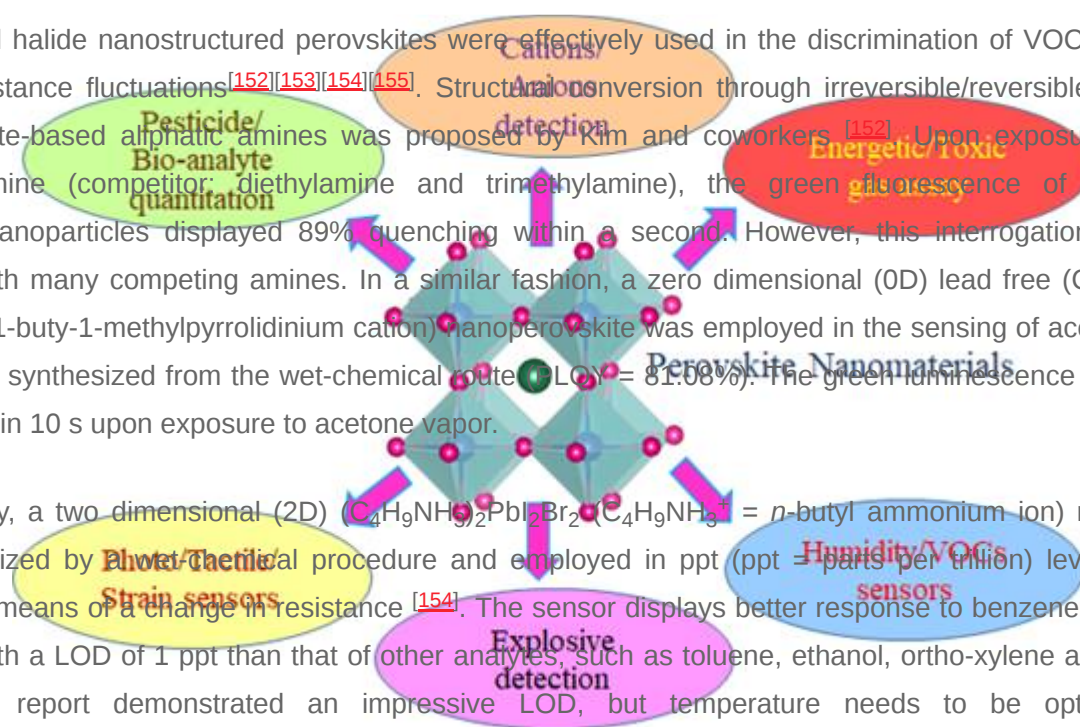 halide nanostructured perovskites were effectively used in the discrimination of VOC
stance fluctuations[152][153][154][155]. Structural conversion through irreversible/reversible
te-based aliphatic amines was proposed by Kim and coworkers [152]. Upon exposu
mine (competitor: diethylamine and trimethylamine), the green fluorescence of
anoparticles displayed 89% quenching within a second. However, this interrogation
th many competing amines. In a similar fashion, a zero dimensional (0D) lead free (C
1-buty-1-methylpyrrolidinium cation) nanoperovskite was employed in the sensing of ace
synthesized from the wet-chemical route (PLQY = 81.08%). The green luminescence
in 10 s upon exposure to acetone vapor.
y, a two dimensional (2D) (C₄H₉NH₃)₂PbI₂Br₂ (C₄H₉NH₃⁺ = n-butyl ammonium ion)
ized by a wet-chemical procedure and employed in ppt (ppt = parts per trillion) lev
means of a change in resistance [154]. The sensor displays better response to benzene
th a LOD of 1 ppt than that of other analytes, such as toluene, ethanol, ortho-xylene a
report demonstrated an impressive LOD, but temperature needs to be opt
Cations/
Anions
detection
Pesticide/
Bio-analyte
quantitation
Energetic/Toxic
gas assay
Perovskite Nanomaterials
Photo/Tactile/
Strain sensors
Humidity/VOCs
sensors
Explosive
detection